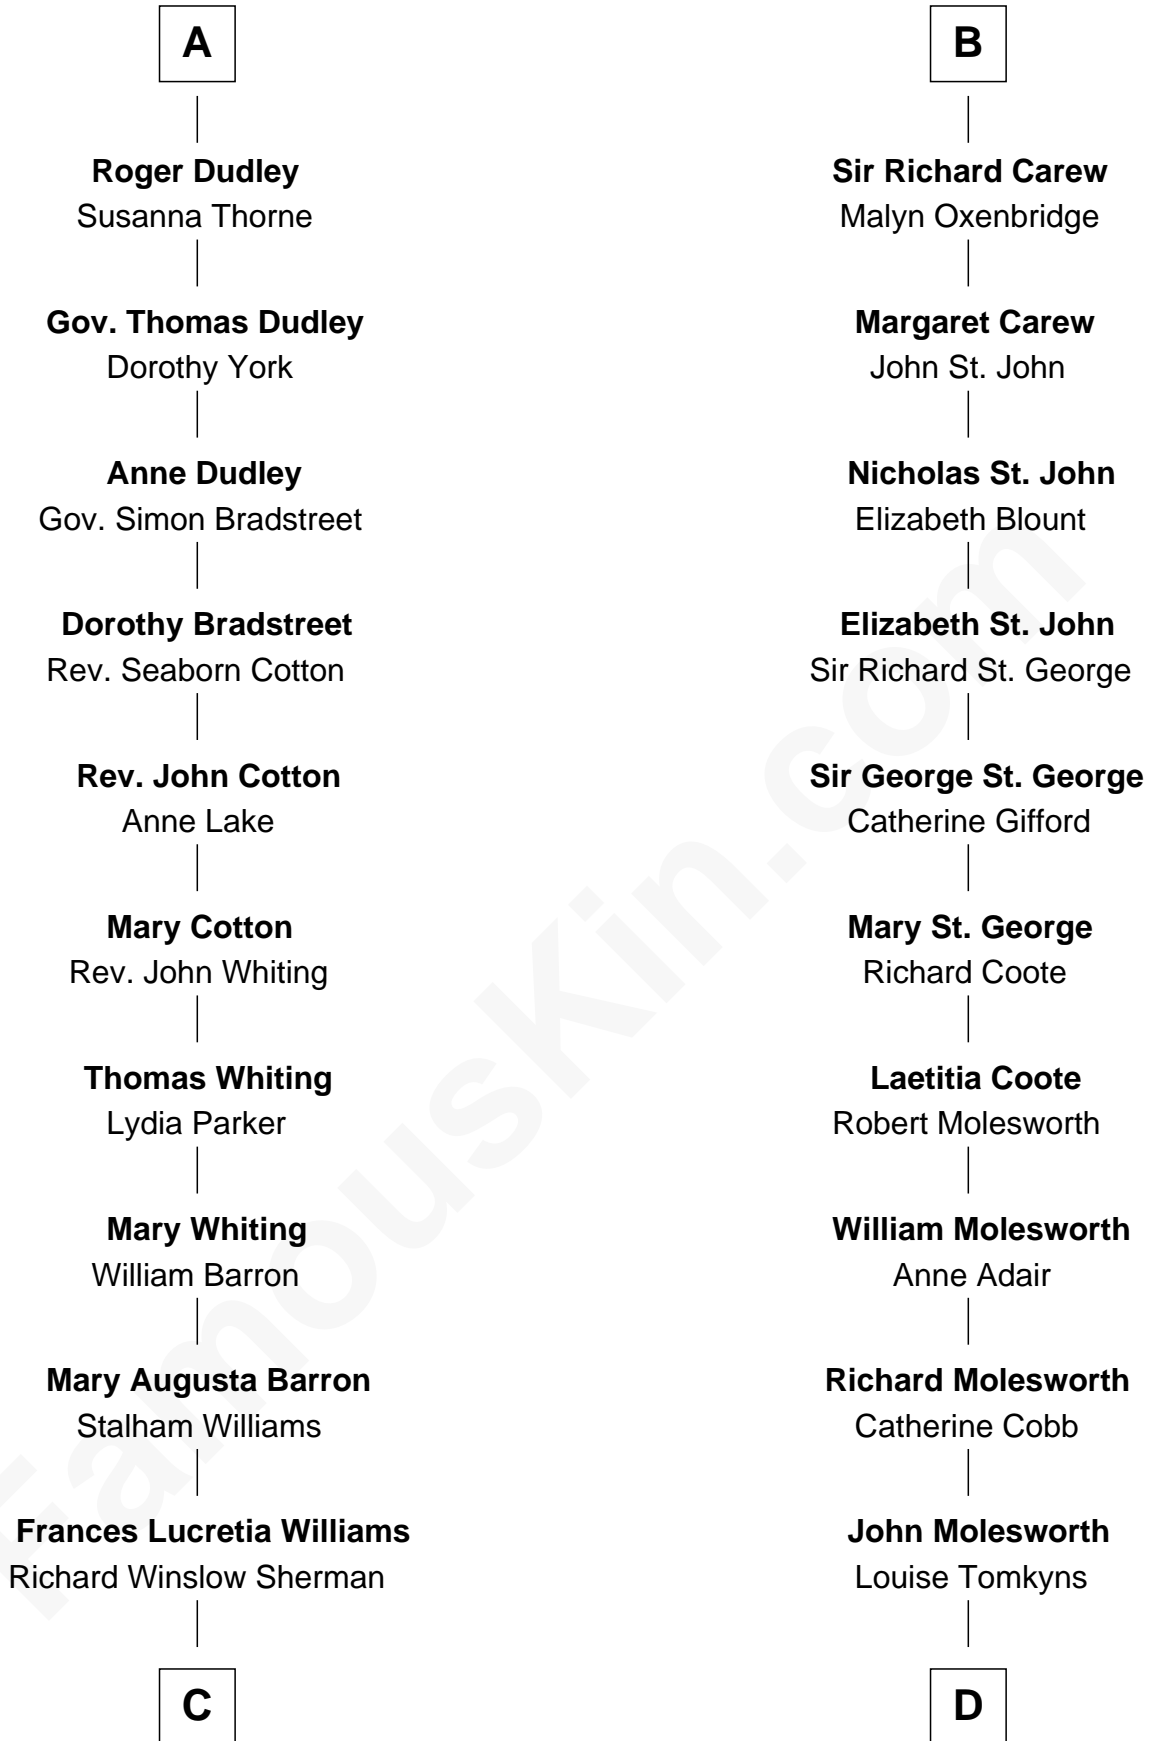 A
Roger Dudley
Susanna Thorne
Gov. Thomas Dudley
Dorothy York
Anne Dudley
Gov. Simon Bradstreet
Dorothy Bradstreet
Rev. Seaborn Cotton
Rev. John Cotton
Anne Lake
Mary Cotton
Rev. John Whiting
Thomas Whiting
Lydia Parker
Mary Whiting
William Barron
Mary Augusta Barron
Stalham Williams
Frances Lucretia Williams
Richard Winslow Sherman
C
B
Sir Richard Carew
Malyn Oxenbridge
Margaret Carew
John St. John
Nicholas St. John
Elizabeth Blount
Elizabeth St. John
Sir Richard St. George
Sir George St. George
Catherine Gifford
Mary St. George
Richard Coote
Laetitia Coote
Robert Molesworth
William Molesworth
Anne Adair
Richard Molesworth
Catherine Cobb
John Molesworth
Louise Tomkyns
D
FamousKin.com